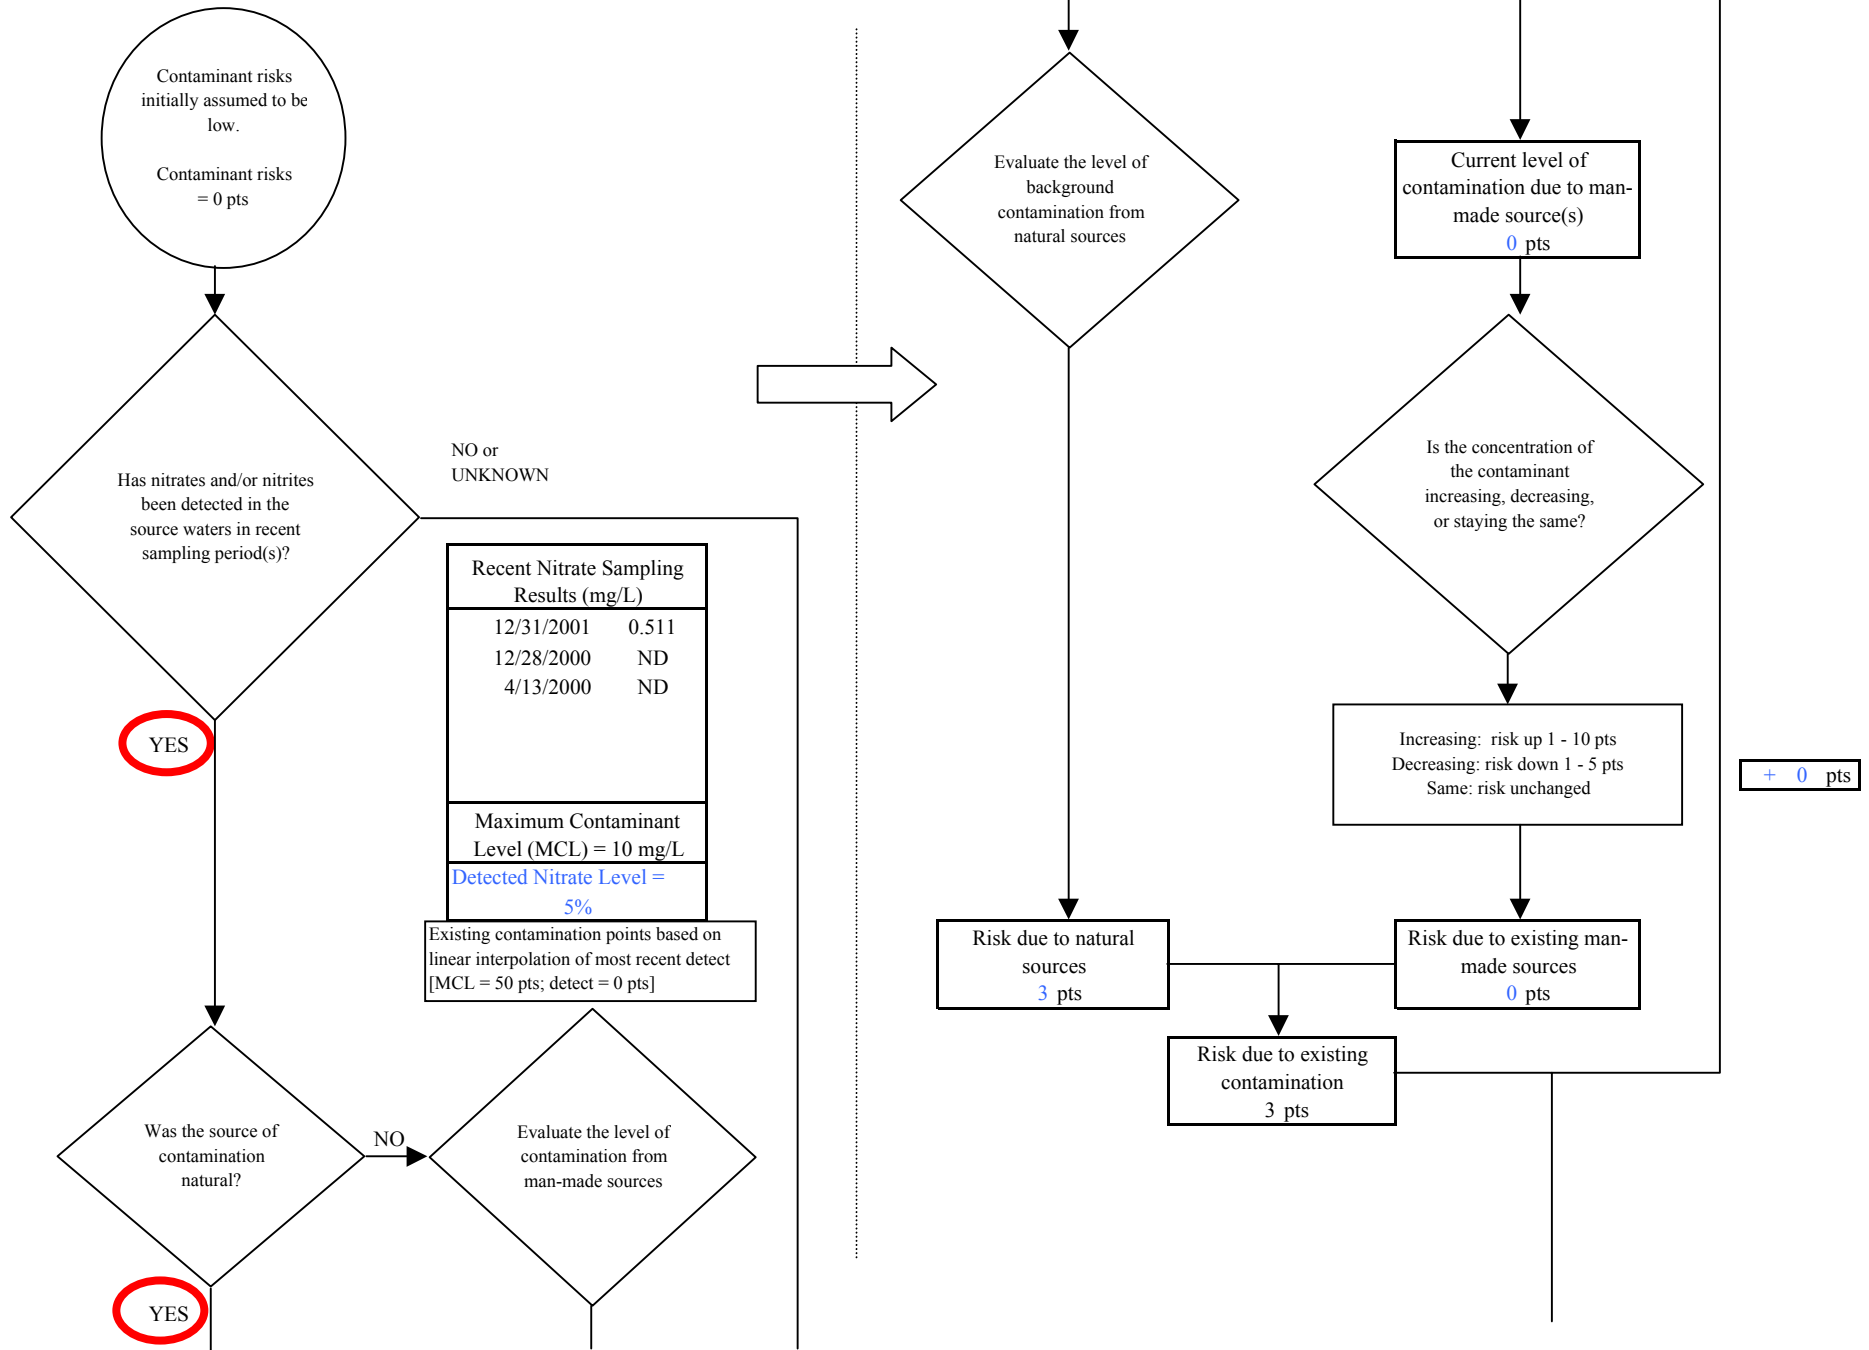 Contaminant risks
initially assumed to be
low.
Contaminant risks
= 0 pts
Has nitrates and/or nitrites
been detected in the
source waters in recent
sampling period(s)?
NO or
UNKNOWN
YES
Recent Nitrate Sampling
Results (mg/L)
12/31/2001 0.511
12/28/2000 ND
4/13/2000 ND
Maximum Contaminant
Level (MCL) = 10 mg/L
Detected Nitrate Level =
5%
Existing contamination points based on
linear interpolation of most recent detect
[MCL = 50 pts; detect = 0 pts]
Was the source of
contamination
natural?
NO
Evaluate the level of
contamination from
man-made sources
YES
Evaluate the level of
background
contamination from
natural sources
Current level of
contamination due to man-
made source(s)
0 pts
Is the concentration of
the contaminant
increasing, decreasing,
or staying the same?
Increasing: risk up 1 - 10 pts
Decreasing: risk down 1 - 5 pts
Same: risk unchanged
+ 0 pts
Risk due to natural
sources
3 pts
Risk due to existing man-
made sources
0 pts
Risk due to existing
contamination
3 pts